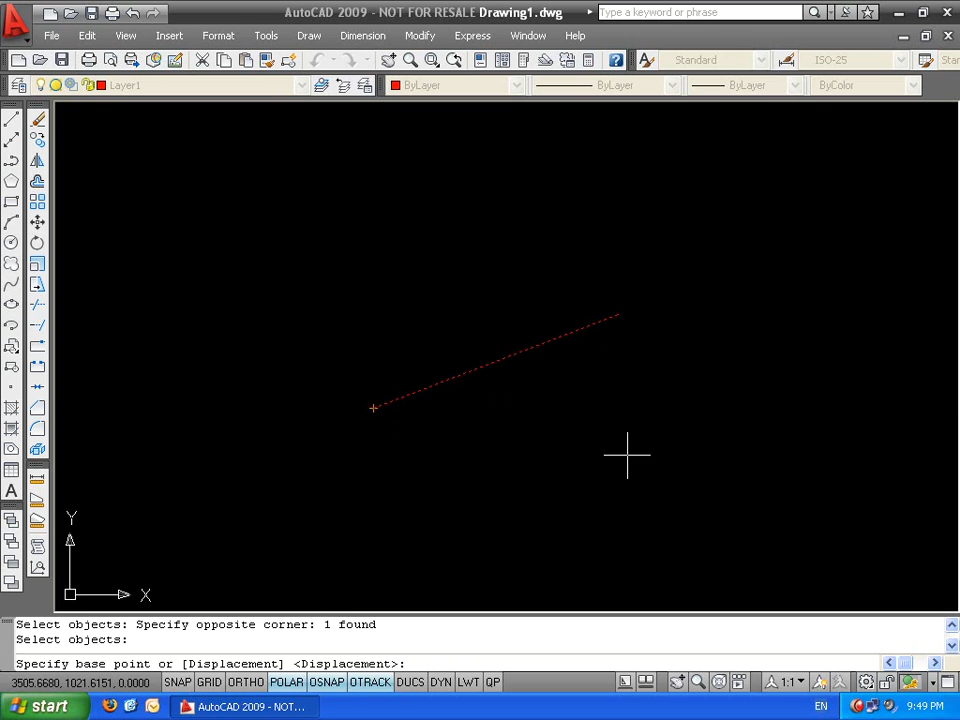 AutoCAD 2009 - NOT FOR RESALE Drawing1.dwg
Type a keyword or phrase
File Edit View Insert Format Tools Draw Dimension Modify Express Window Help
Standard ISO-25
Layer1 ByLayer ByLayer ByLayer ByColor
A
Y
X
Select objects: Specify opposite corner: 1 found
Select objects:
Specify base point or [Displacement] <Displacement>:
3505.6680, 1021.6151, 0.0000 SNAP GRID ORTHO POLAR OSNAP OTRACK DUCS DYN LWT QP 1:1
start AutoCAD 2009 - NOT... EN 9:49 PM